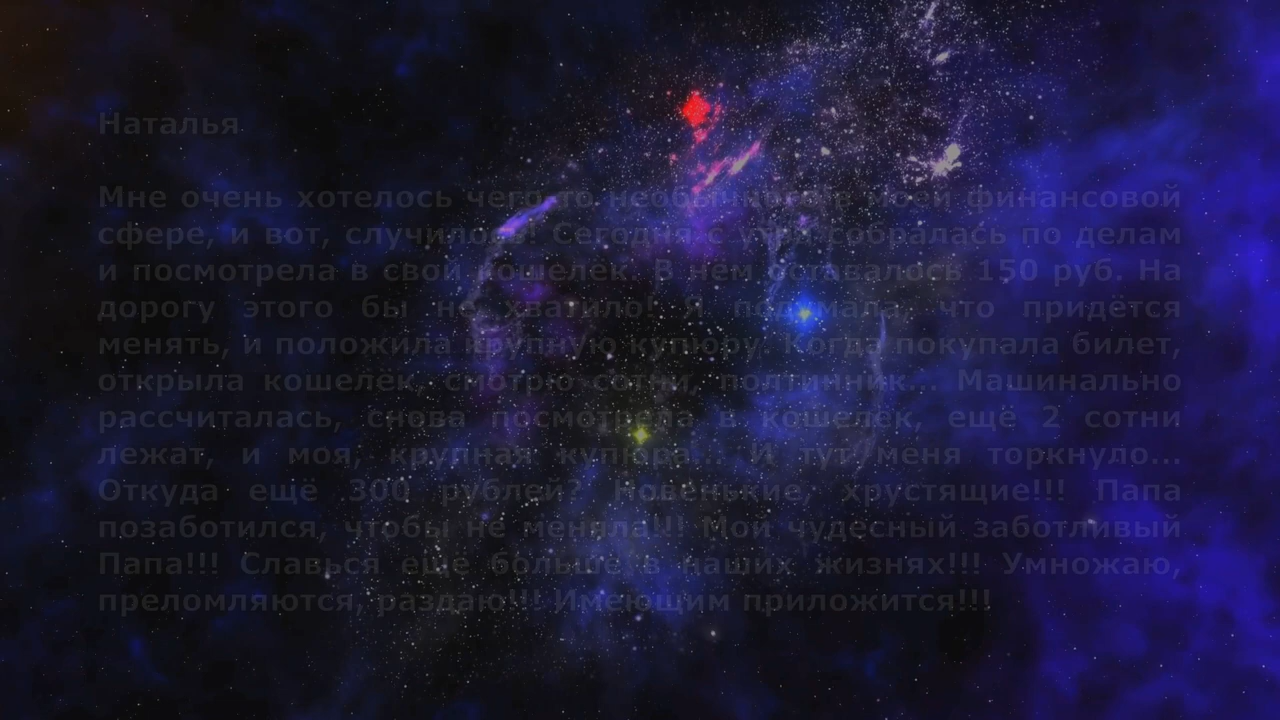 Наталья
Мне очень хотелось чего-то необычного в моей финансовой
сфере, и вот, случилось! Сегодня с утра собралась по делам
и посмотрела в свой кошелек. В нем оставалось 150 руб. На
дорогу этого бы не хватило! Я подумала, что придётся
менять, и положила крупную купюру. Когда покупала билет,
открыла кошелек, смотрю сотни, полтинник... Машинально
рассчиталась, снова посмотрела в кошелек, ещё 2 сотни
лежат, и моя, крупная купюра... И тут меня торкнуло...
Откуда ещё 300 рублей? Новенькие, хрустящие!!! Папа
позаботился, чтобы не меняла!!! Мой чудесный заботливый
Папа!!! Славься еще больше в наших жизнях!!! Умножаю,
преломляются, раздаю!!! Имеющим приложится!!!